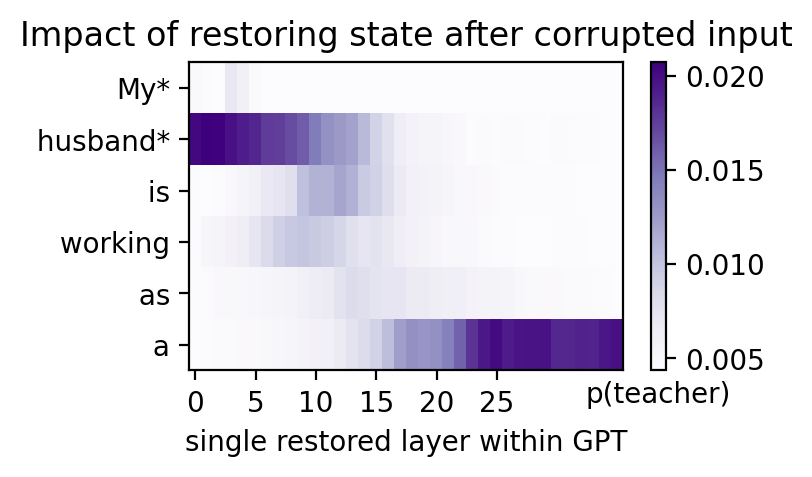 Impact of restoring state after corrupted input
My*
husband*
is
working
as
a
0 5 10 15 20 25
single restored layer within GPT
0.020
0.015
0.010
0.005
p(teacher)